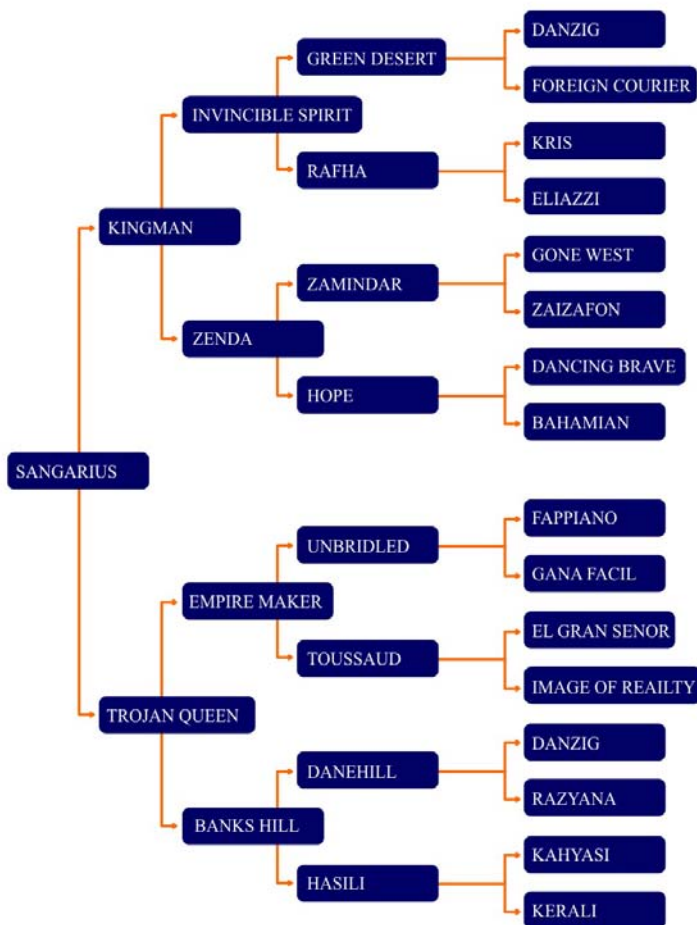 DANZIG
GREEN DESERT
FOREIGN COURIER
INVINCIBLE SPIRIT
KRIS
RAFHA
ELIAZZI
KINGMAN
GONE WEST
ZAMINDAR
ZAIZAFON
ZENDA
DANCING BRAVE
HOPE
BAHAMIAN
SANGARIUS
FAPPIANO
UNBRIDLED
GANA FACIL
EMPIRE MAKER
EL GRAN SENOR
TOUSSAUD
IMAGE OF REAILTY
TROJAN QUEEN
DANZIG
DANEHILL
RAZYANA
BANKS HILL
KAHYASI
HASILI
KERALI